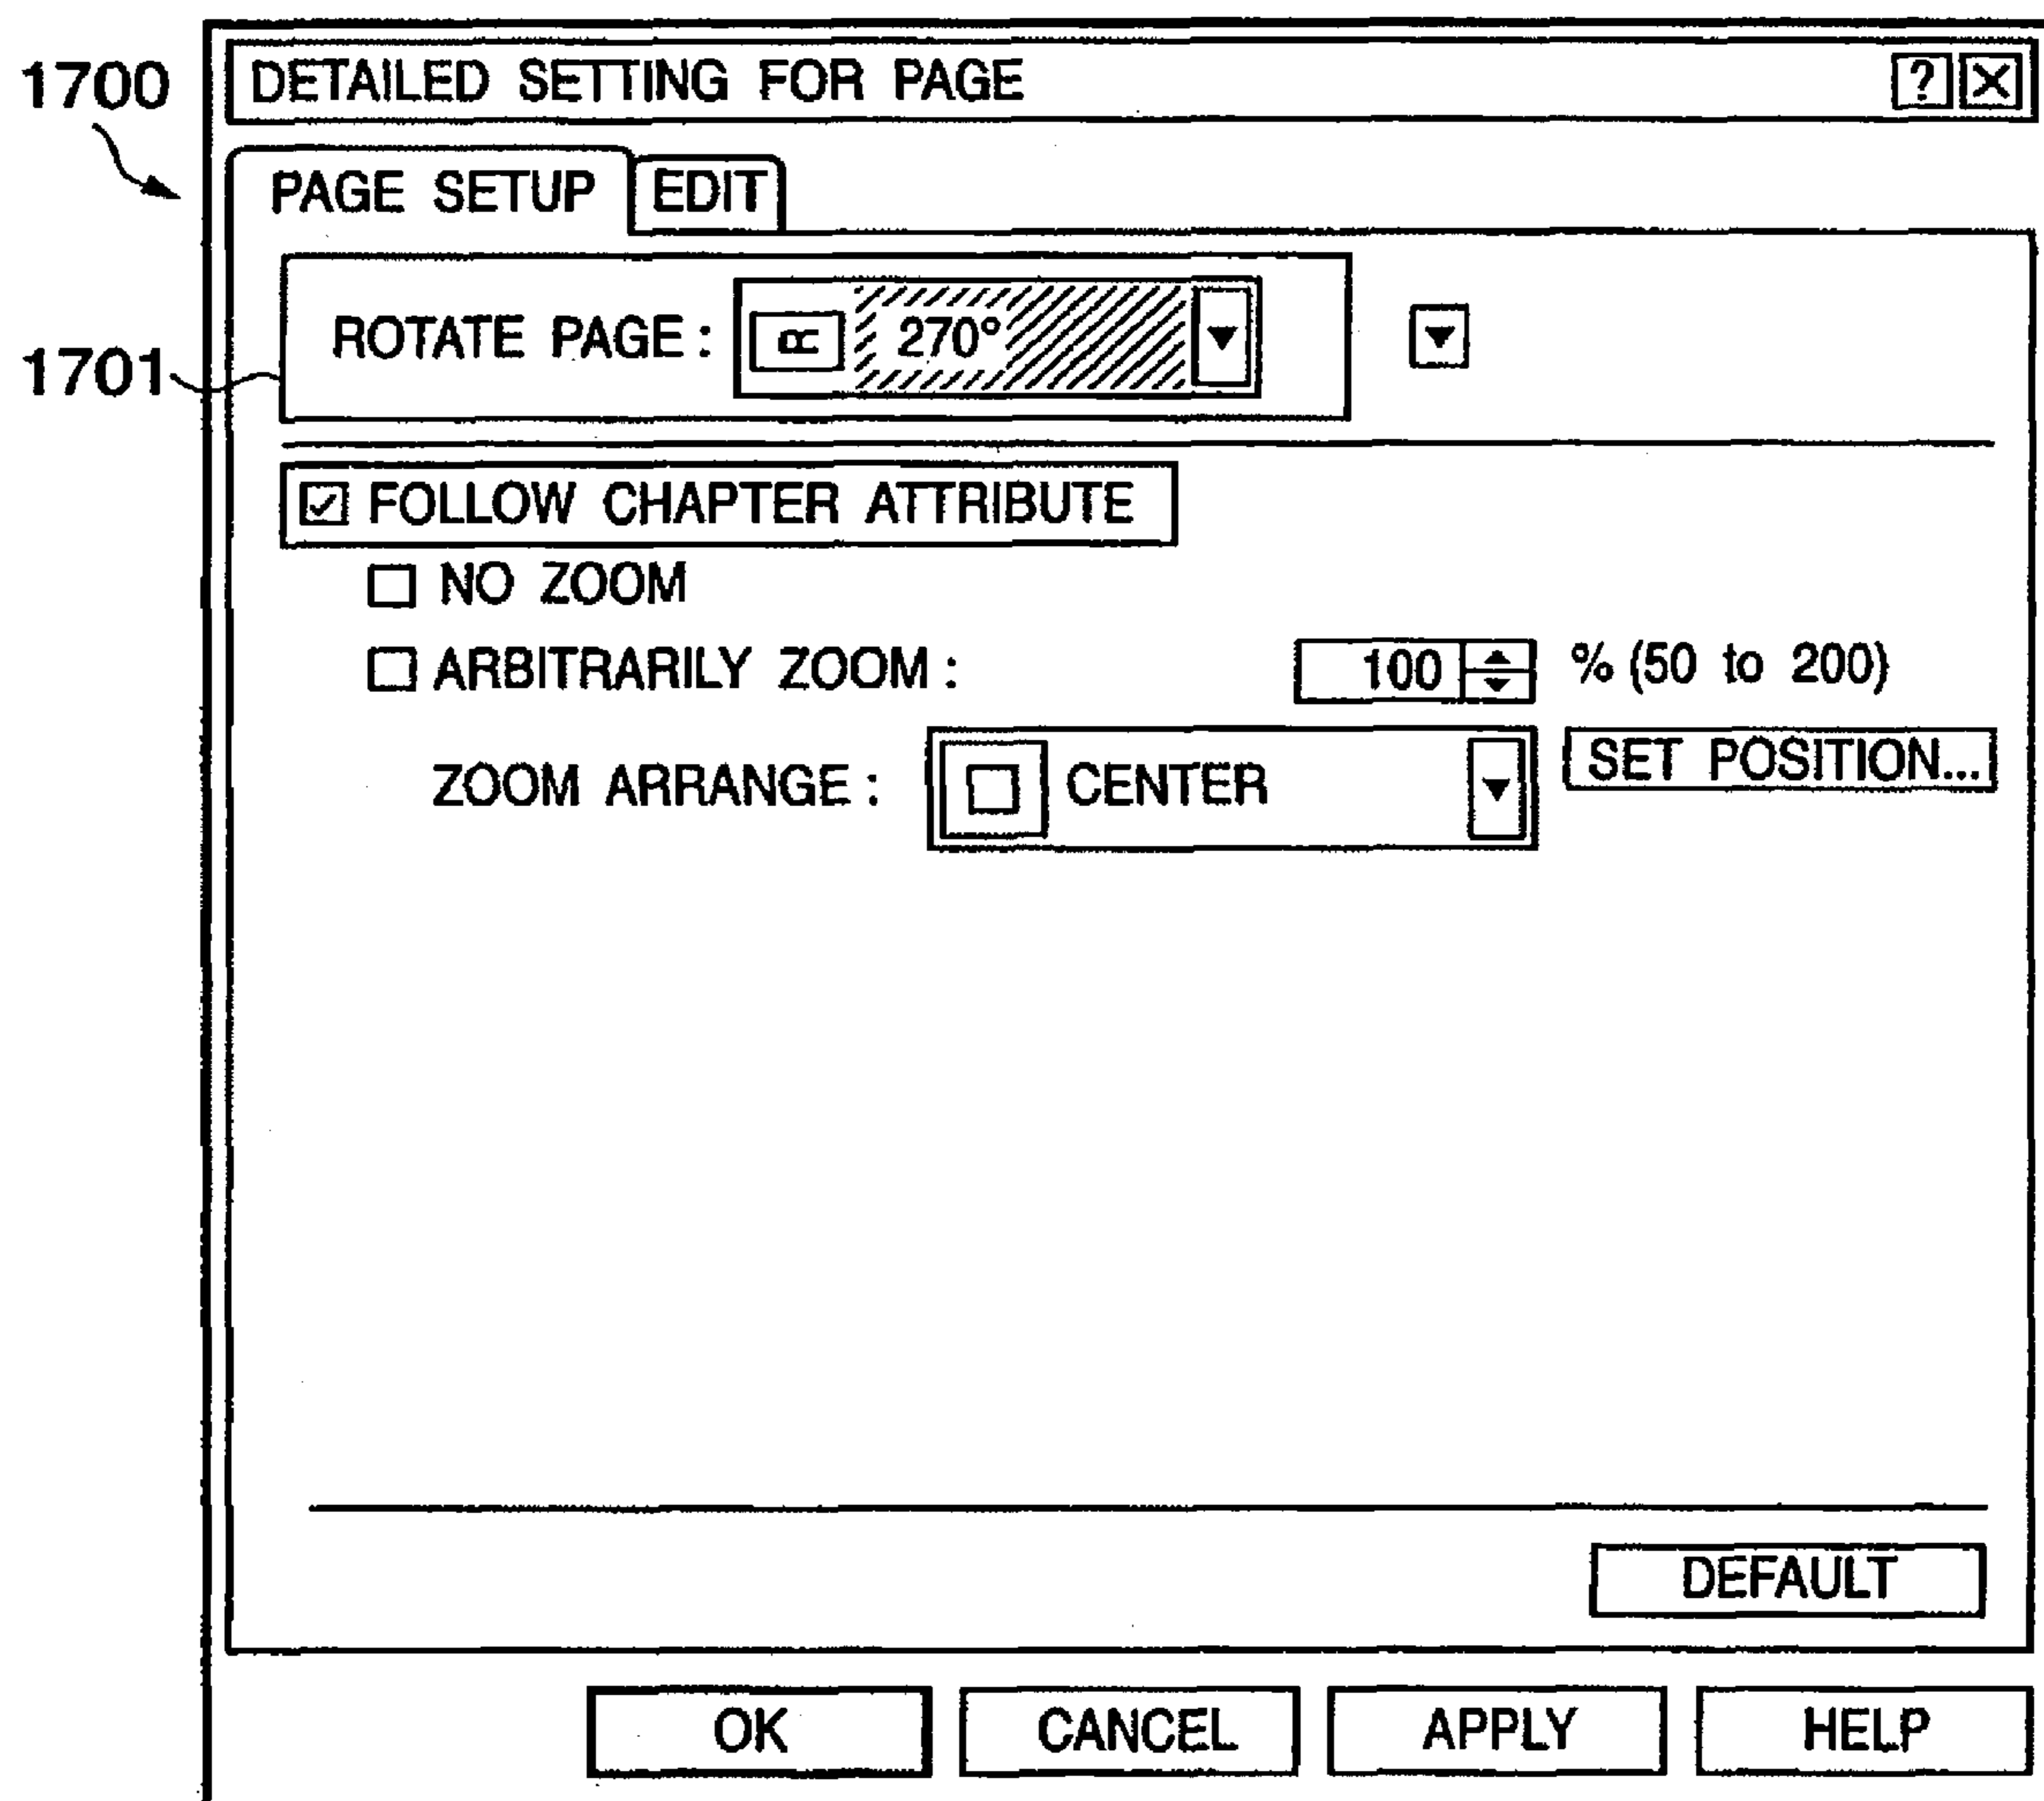 1700
DETAILED SETTING FOR PAGE ?
PAGE SETUP EDIT
1701
ROTATE PAGE : R 270°
FOLLOW CHAPTER ATTRIBUTE
NO ZOOM
ARBITRARILY ZOOM : 100 % (50 to 200)
ZOOM ARRANGE : CENTER SET POSITION...
DEFAULT
OK CANCEL APPLY HELP